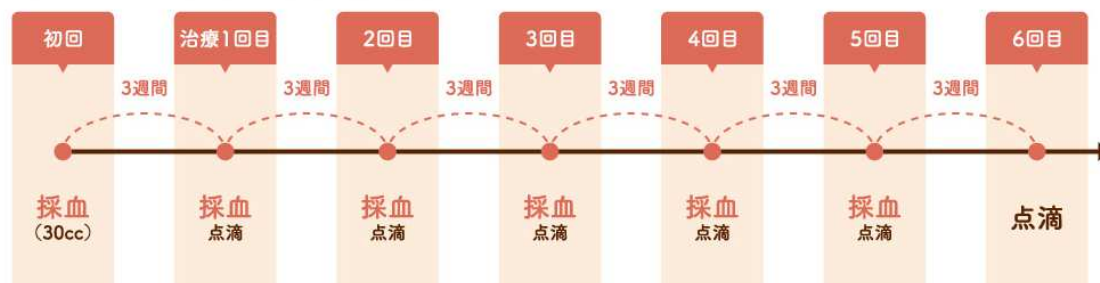 初回
治療1回目
2回目
3回目
4回目
5回目
6回目
3週間
3週間
3週間
3週間
3週間
3週間
採血
(30cc)
採血
点滴
採血
点滴
採血
点滴
採血
点滴
採血
点滴
点滴